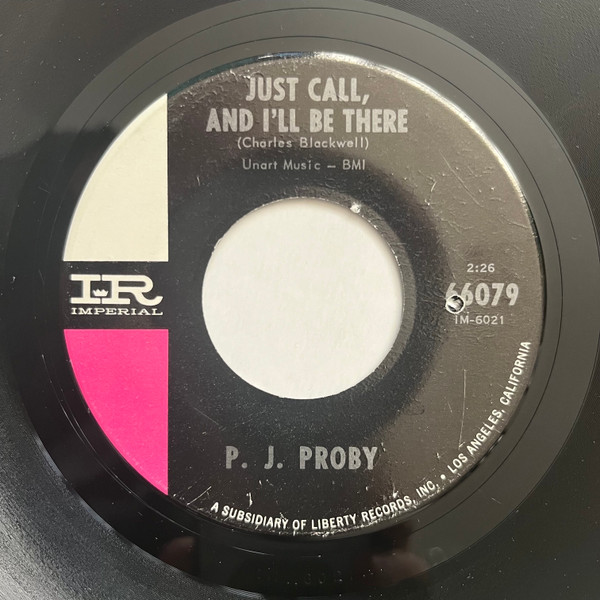 JUST CALL,
AND I'LL BE THERE
(Charles Blackwell)
Unart Music – BMI
2:26
66079
IM-6021
IR
IMPERIAL
P. J. PROBY
A SUBSIDIARY OF LIBERTY RECORDS, INC. • LOS ANGELES, CALIFORNIA